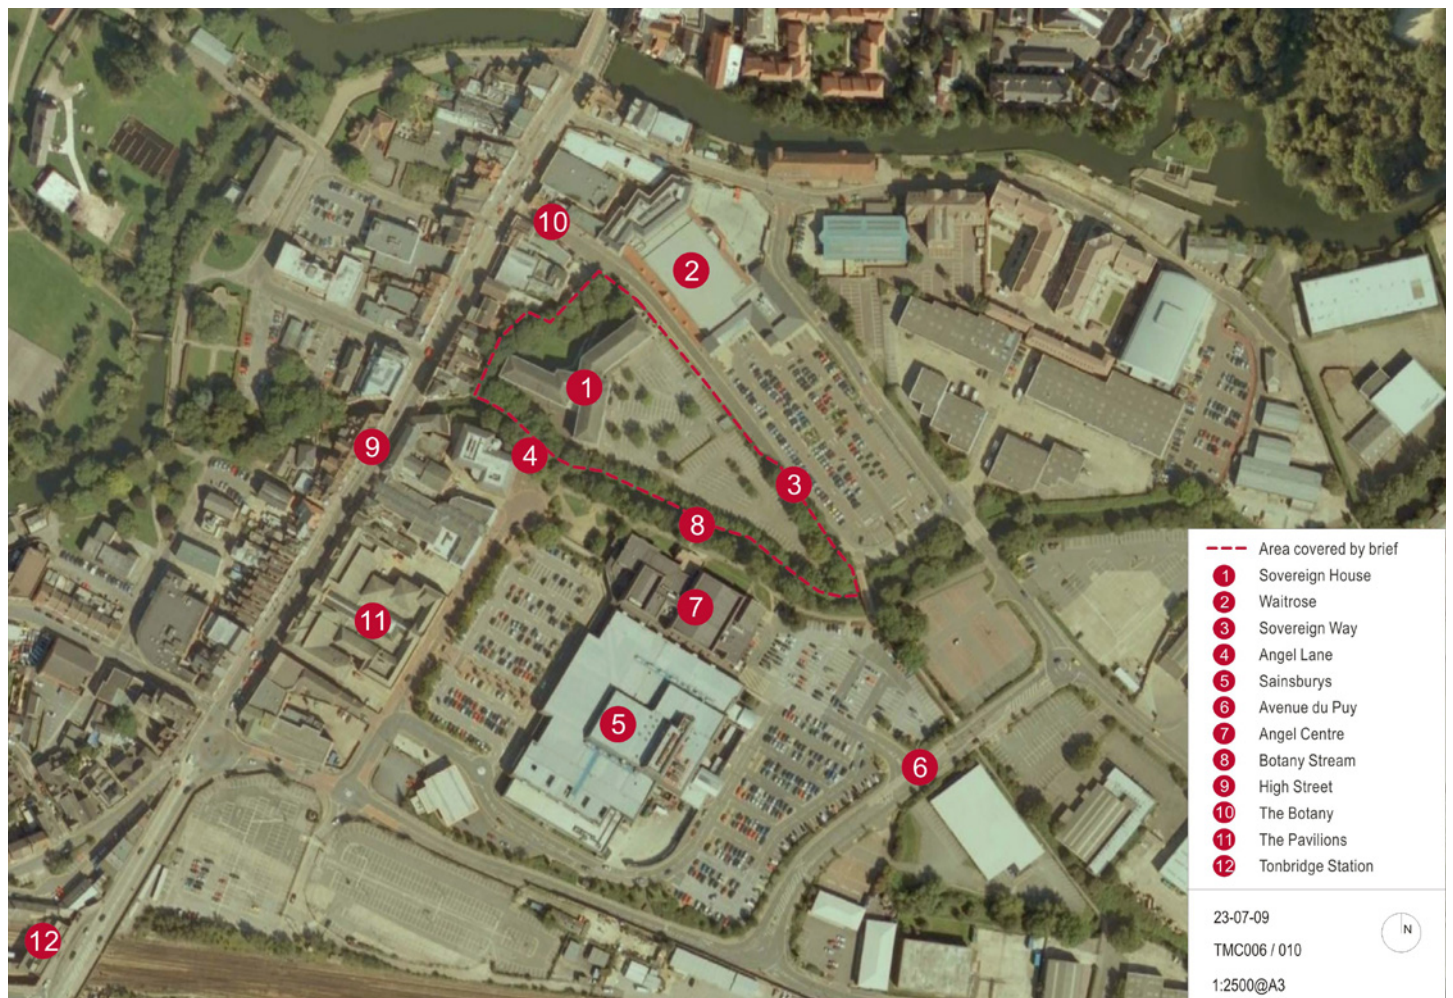 10
2
1
9
4
3
8
7
11
5
6
12
Area covered by brief
1 Sovereign House
2 Waitrose
3 Sovereign Way
4 Angel Lane
5 Sainsburys
6 Avenue du Puy
7 Angel Centre
8 Botany Stream
9 High Street
10 The Botany
11 The Pavilions
12 Tonbridge Station
23-07-09
N
TMC006 / 010
1:2500@A3